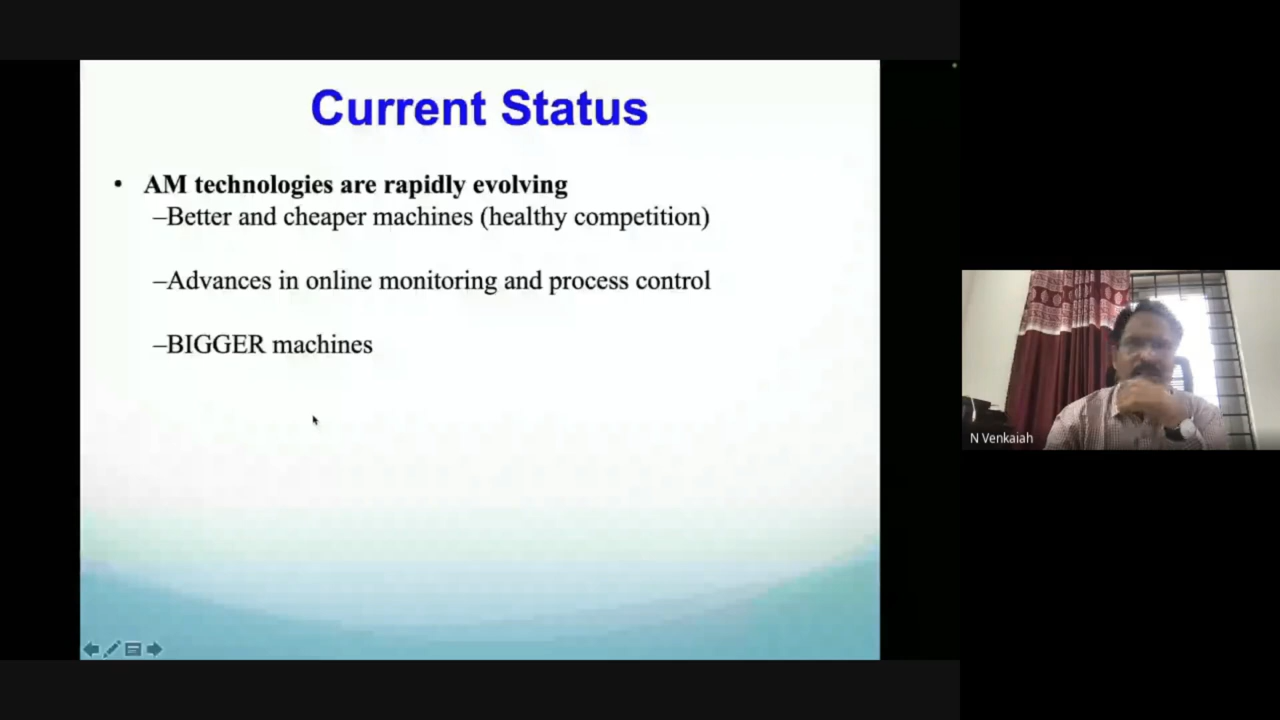 Current Status
• AM technologies are rapidly evolving
–Better and cheaper machines (healthy competition)
–Advances in online monitoring and process control
–BIGGER machines
N Venkaiah